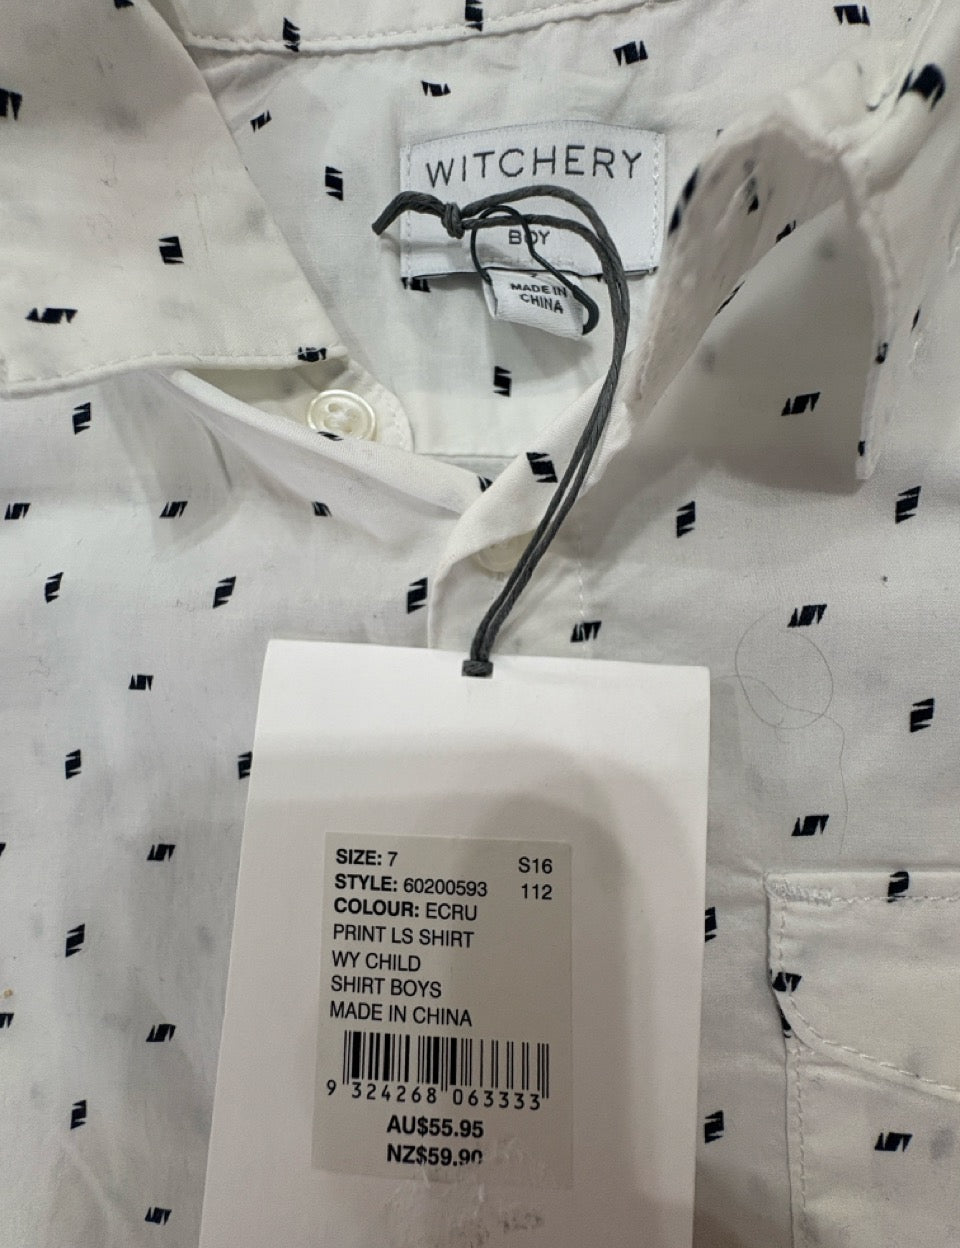 WITCHERY
BOY
MADE IN
CHINA
SIZE: 7 S16
STYLE: 60200593 112
COLOUR: ECRU
PRINT LS SHIRT
WY CHILD
SHIRT BOYS
MADE IN CHINA
9 324268 063333
AU$55.95
NZ$59.90